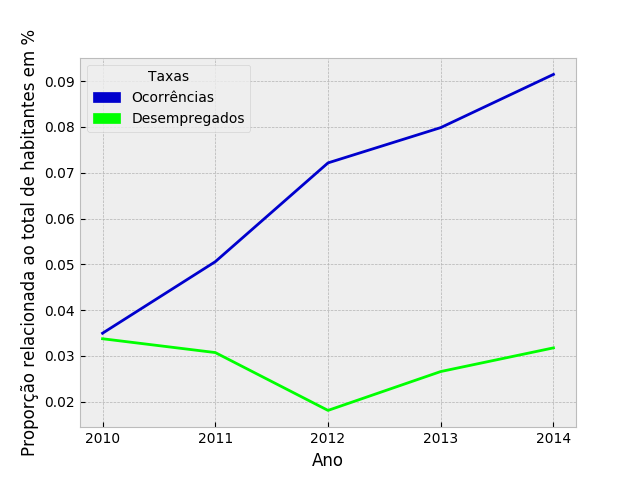 Proporção relacionada ao total de habitantes em %
0.09
0.08
0.07
0.06
0.05
0.04
0.03
0.02
Taxas
Ocorrências
Desempregados
2010 2011 2012 2013 2014
Ano